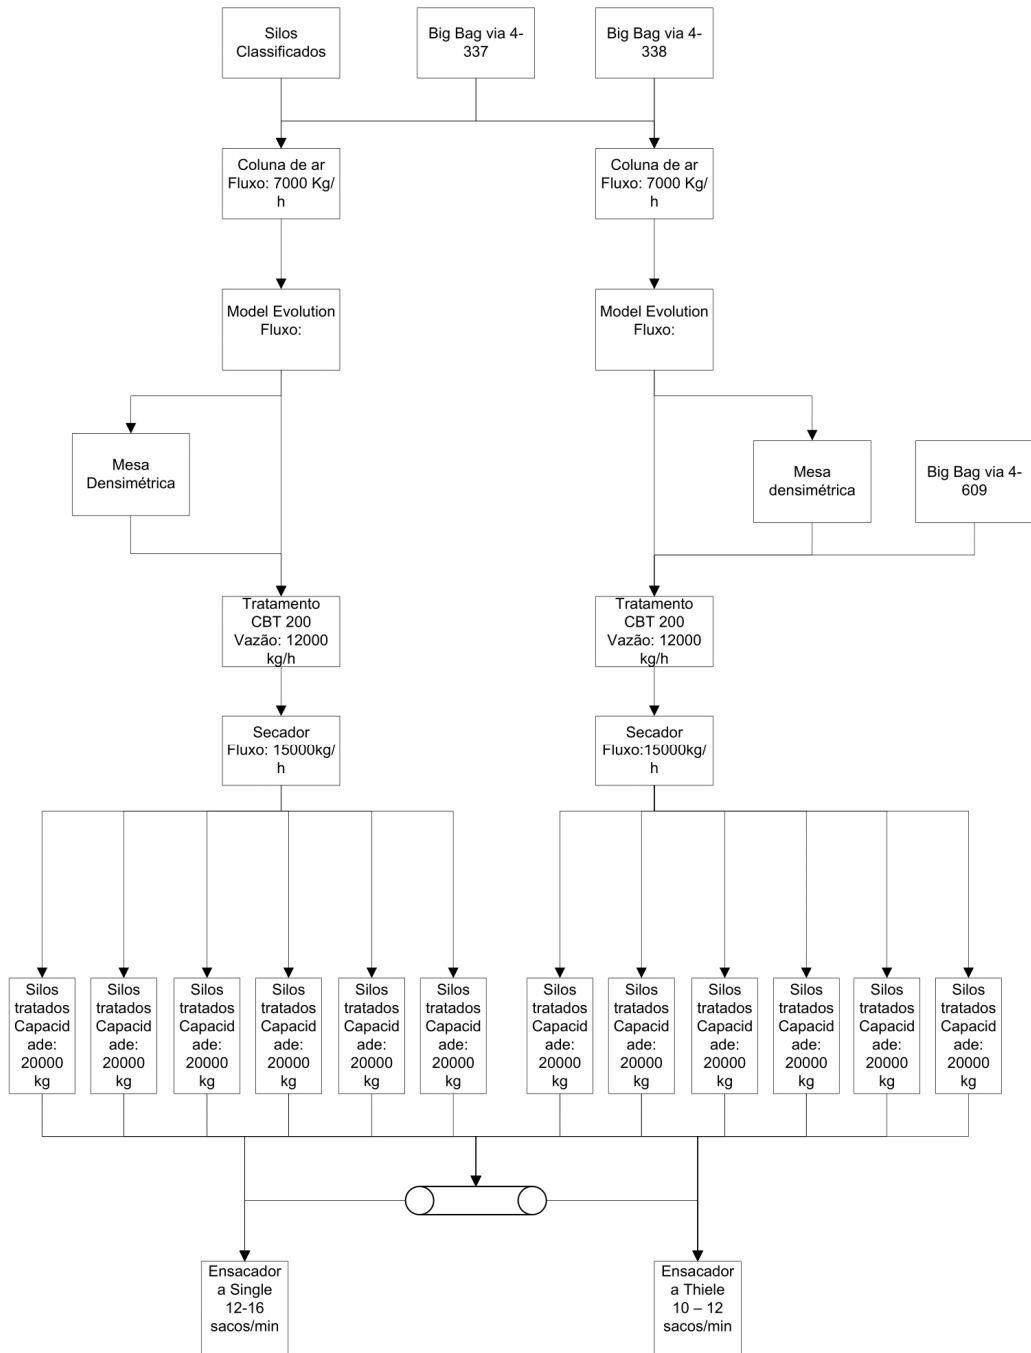 Silos
Classificados
Big Bag via 4-
337
Big Bag via 4-
338
Coluna de ar
Fluxo: 7000 Kg/
h
Coluna de ar
Fluxo: 7000 Kg/
h
Model Evolution
Fluxo:
Model Evolution
Fluxo:
Mesa
Densimétrica
Mesa
densimétrica
Big Bag via 4-
609
Tratamento
CBT 200
Vazão: 12000
kg/h
Tratamento
CBT 200
Vazão: 12000
kg/h
Secador
Fluxo: 15000kg/
h
Secador
Fluxo:15000kg/
h
Silos
tratados
Capacid
ade:
20000
kg
Silos
tratados
Capacid
ade:
20000
kg
Silos
tratados
Capacid
ade:
20000
kg
Silos
tratados
Capacid
ade:
20000
kg
Silos
tratados
Capacid
ade:
20000
kg
Silos
tratados
Capacid
ade:
20000
kg
Silos
tratados
Capacid
ade:
20000
kg
Silos
tratados
Capacid
ade:
20000
kg
Silos
tratados
Capacid
ade:
20000
kg
Silos
tratados
Capacid
ade:
20000
kg
Silos
tratados
Capacid
ade:
20000
kg
Silos
tratados
Capacid
ade:
20000
kg
Ensacador
a Single
12-16
sacos/min
Ensacador
a Thiele
10 – 12
sacos/min